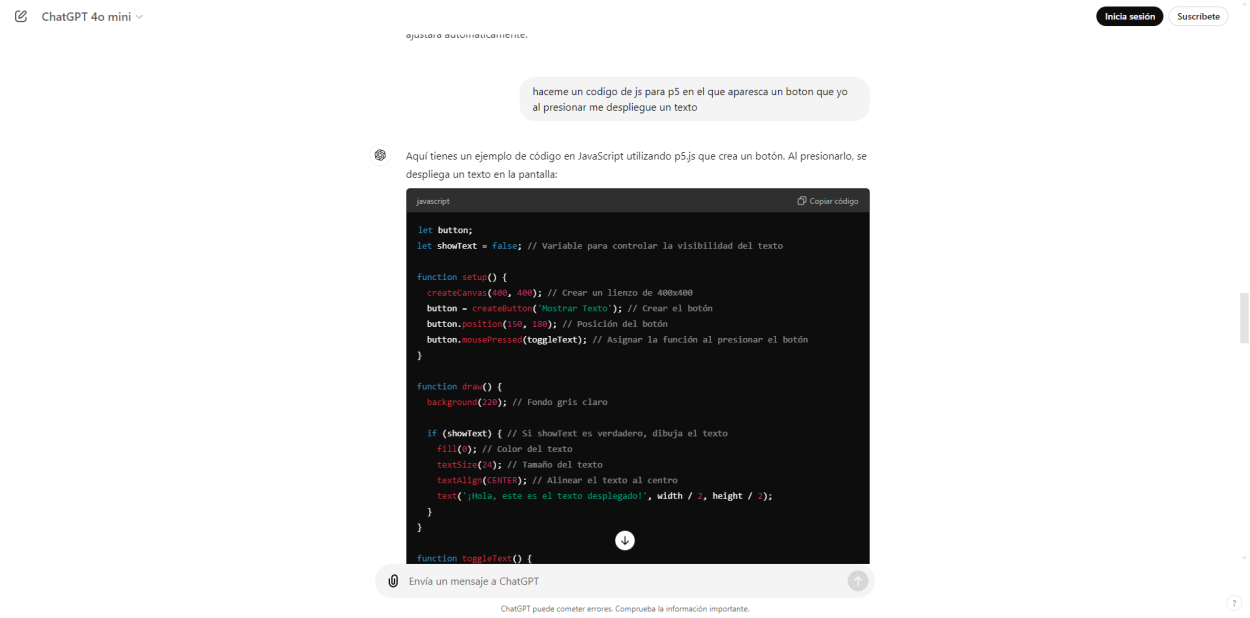 ChatGPT 4o mini
Inicia sesión
Suscríbete
ajustará automáticamente.
haceme un codigo de js para p5 en el que aparesca un boton que yo
al presionar me despliegue un texto
Aquí tienes un ejemplo de código en JavaScript utilizando p5.js que crea un botón. Al presionarlo, se
despliega un texto en la pantalla:
javascript
Copiar código
let button;
let showText = false; // Variable para controlar la visibilidad del texto
function setup() {
createCanvas(400, 400); // Crear un lienzo de 400x400
button = createButton('Mostrar Texto'); // Crear el botón
button.position(150, 180); // Posición del botón
button.mousePressed(toggleText); // Asignar la función al presionar el botón
}
function draw() {
background(220); // Fondo gris claro
if (showText) { // Si showText es verdadero, dibuja el texto
fill(0); // Color del texto
textSize(24); // Tamaño del texto
textAlign(CENTER); // Alinear el texto al centro
text('¡Hola, este es el texto desplegado!', width / 2, height / 2);
}
}
function toggleText() {
Envía un mensaje a ChatGPT
ChatGPT puede cometer errores. Comprueba la información importante.
?